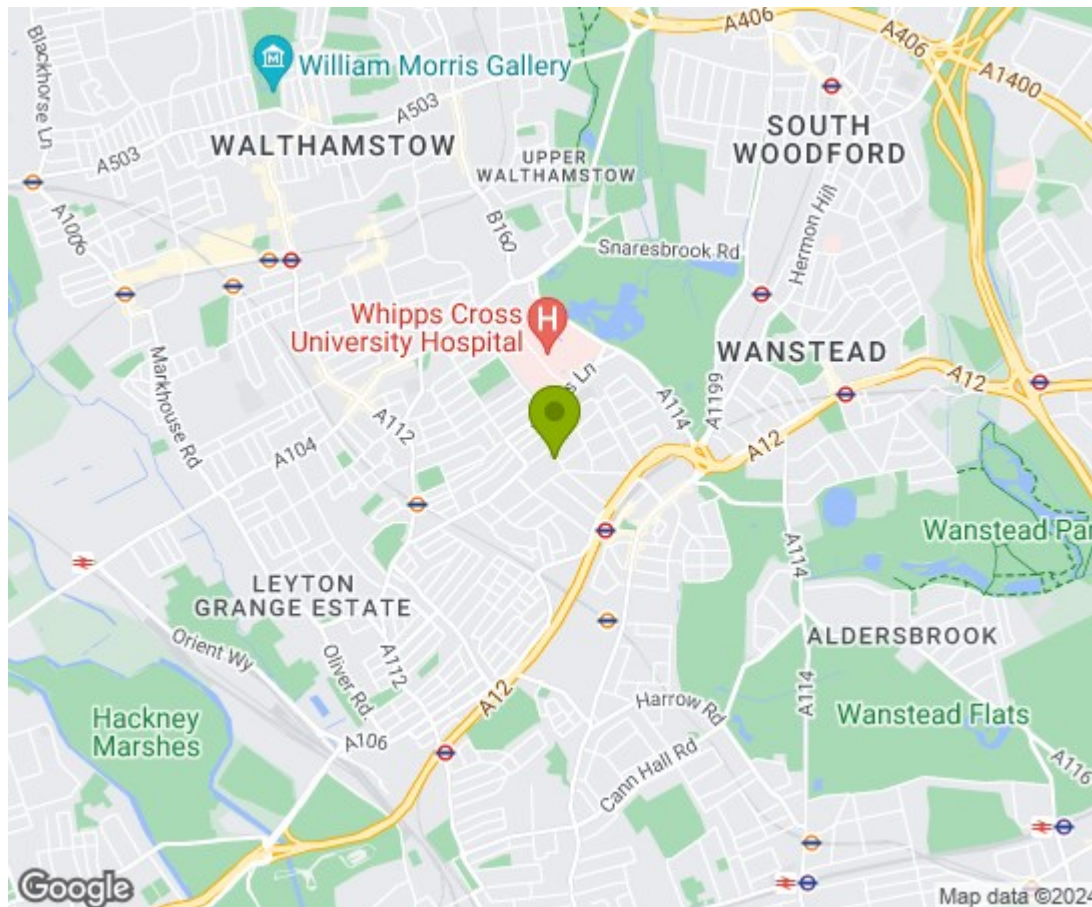 Blackhorse Ln
William Morris Gallery
A503
A406
A406
A1400
A503
WALTHAMSTOW
UPPER
WALTHAMSTOW
SOUTH
WOODFORD
A1006
B160
Snaresbrook Rd
Hermon Hill
H
Whipps Cross
University Hospital
WANSTEAD
A12
Markhouse Rd
A112
A104
A114
A1199
A12
Wanstead Par
LEYTON
GRANGE ESTATE
A114
ALDERSBROOK
Orient Wy
Oliver Rd.
A112
A12
Harrow Rd
A114
Wanstead Flats
Hackney
Marshes
A106
Cann Hall Rd
A116
Google
Map data ©2024